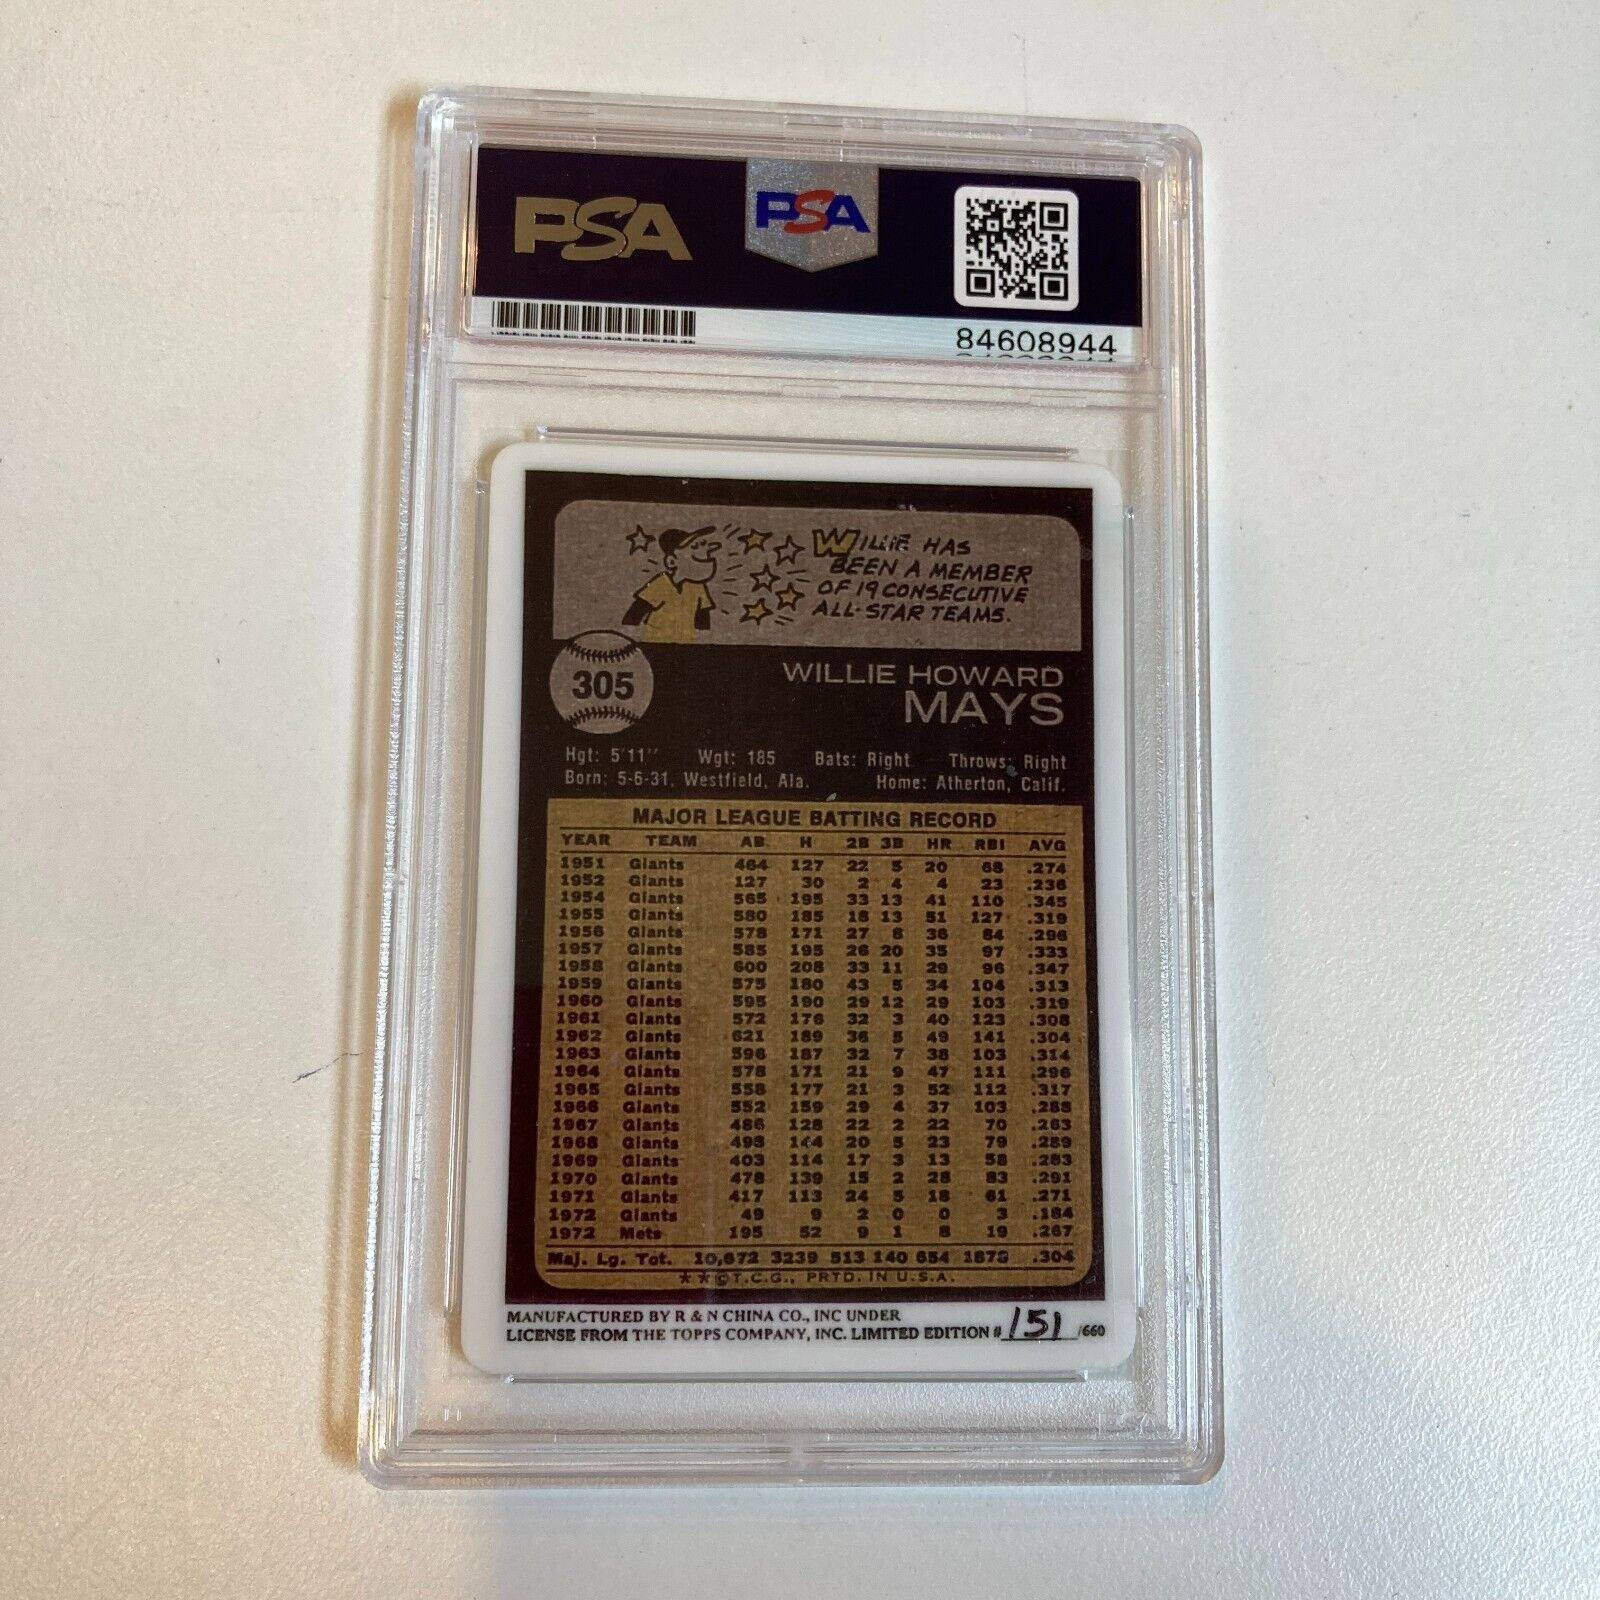 PSA PSA
84608944
WILLIE HAS
BEEN A MEMBER
OF 19 CONSECUTIVE
ALL-STAR TEAMS.
305
WILLIE HOWARD
MAYS
Hgt: 5'11" Wgt: 185 Bats: Right Throws: Right
Born: 5-6-31, Westfield, Ala. Home: Atherton, Calif.
MAJOR LEAGUE BATTING RECORD
YEAR TEAM AB H 2B 3B HR RBI AVG
1951 Giants 464 127 22 5 20 68 .274
1952 Giants 127 30 2 4 4 23 .236
1954 Giants 565 195 33 13 41 110 .345
1955 Giants 580 185 18 13 51 127 .319
1956 Giants 578 171 27 8 36 84 .296
1957 Giants 585 195 26 20 35 97 .333
1958 Giants 600 208 33 11 29 96 .347
1959 Giants 575 180 43 5 34 104 .313
1960 Giants 595 190 29 12 29 103 .319
1961 Giants 572 176 32 3 40 123 .308
1962 Giants 621 189 36 5 49 141 .304
1963 Giants 596 187 32 7 38 103 .314
1964 Giants 578 171 21 9 47 111 .296
1965 Giants 558 177 21 3 52 112 .317
1966 Giants 552 159 29 4 37 103 .288
1967 Giants 486 128 22 2 22 70 .263
1968 Giants 498 144 20 5 23 79 .289
1969 Giants 403 114 17 3 13 58 .283
1970 Giants 478 139 15 2 28 83 .291
1971 Giants 417 113 24 5 18 61 .271
1972 Giants 49 9 2 0 0 3 .184
1972 Mets 195 52 9 1 8 19 .267
Maj. Lg. Tot. 10,672 3239 513 140 654 1878 .304
**©T.C.G., PRTD. IN U.S.A.
MANUFACTURED BY R & N CHINA CO., INC UNDER
LICENSE FROM THE TOPPS COMPANY, INC. LIMITED EDITION # 151 /660